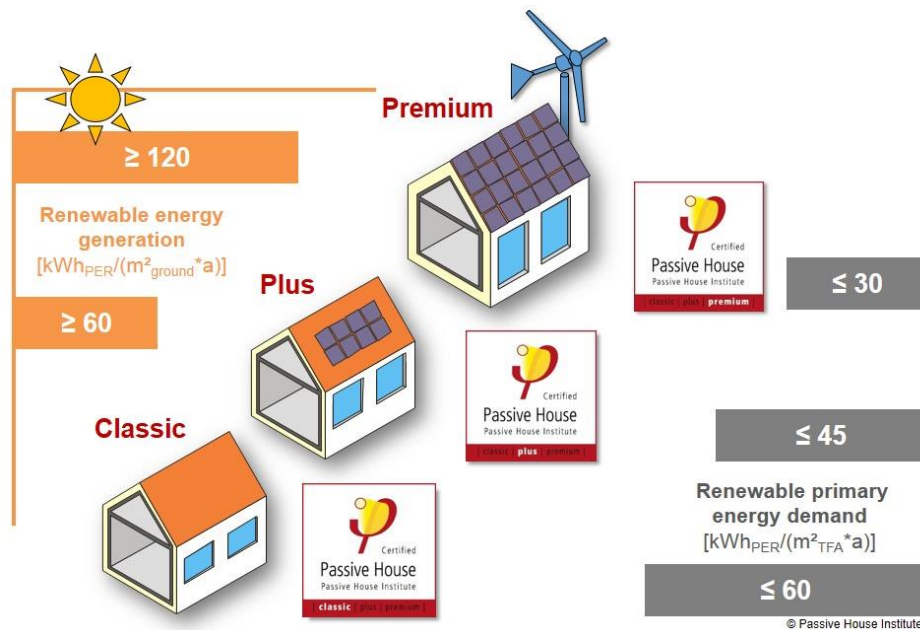 Premium
≥ 120
Renewable energy
generation
[kWhPER/(m²ground*a)]
≥ 60
Certified
Passive House
Passive House Institute
| classic | plus | premium |
≤ 30
Plus
Certified
Passive House
Passive House Institute
| classic | plus | premium |
Classic
≤ 45
Renewable primary
energy demand
[kWhPER/(m²TFA*a)]
Certified
Passive House
Passive House Institute
| classic | plus | premium |
≤ 60
© Passive House Institute